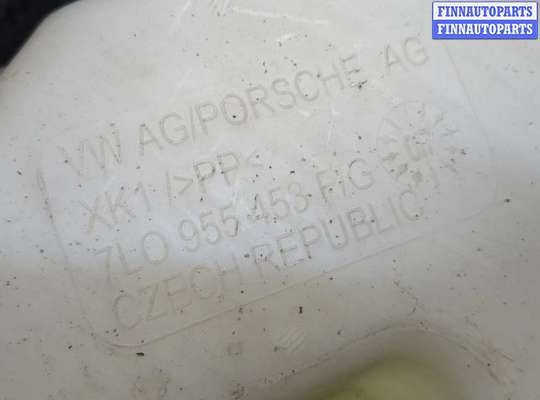 FINNAUTOPARTS
FINNAUTOPARTS
VW AG/PORSCHE AG
XK1 />PP<
7L0 955 453 F/G
CZECH REPUBLIC